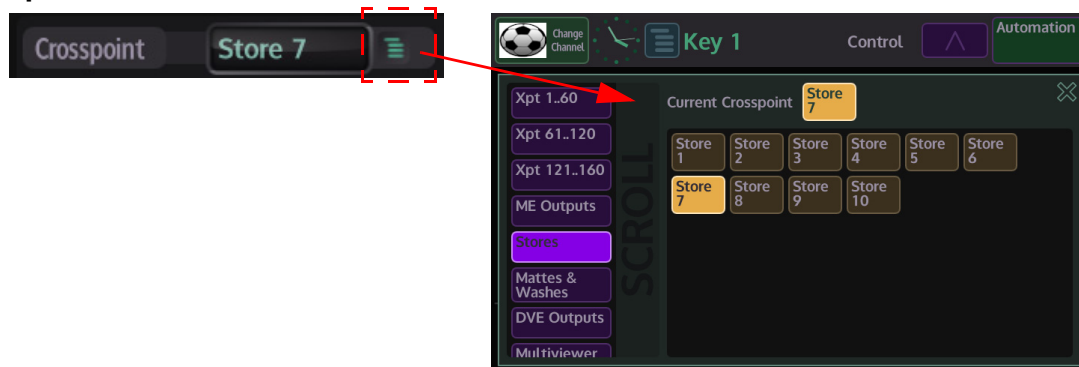 Crosspoint
Store 7
Change
Channel
Key 1
Control
Automation
Xpt 1..60
Xpt 61..120
Xpt 121..160
ME Outputs
Stores
Mattes &
Washes
DVE Outputs
Multiviewer
SCROLL
Current Crosspoint
Store
7
Store
1
Store
2
Store
3
Store
4
Store
5
Store
6
Store
7
Store
8
Store
9
Store
10